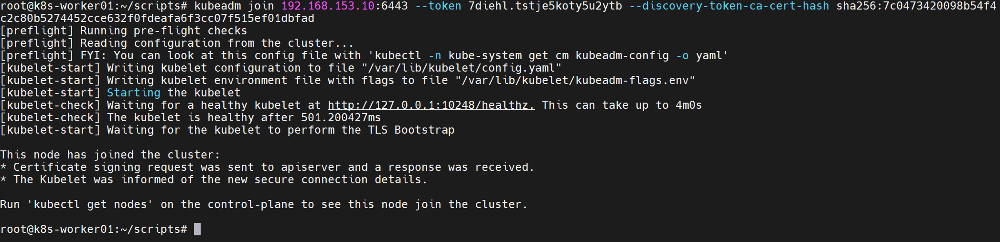 root@k8s-worker01:~/scripts# kubeadm join 192.168.153.10:6443 --token 7diehl.tstje5koty5u2ytb --discovery-token-ca-cert-hash sha256:7c0473420098b54f4
c2c80b5274452cce632f0fdeafa6f3cc07f515ef01dbfad
[preflight] Running pre-flight checks
[preflight] Reading configuration from the cluster...
[preflight] FYI: You can look at this config file with 'kubectl -n kube-system get cm kubeadm-config -o yaml'
[kubelet-start] Writing kubelet configuration to file "/var/lib/kubelet/config.yaml"
[kubelet-start] Writing kubelet environment file with flags to file "/var/lib/kubelet/kubeadm-flags.env"
[kubelet-start] Starting the kubelet
[kubelet-check] Waiting for a healthy kubelet at http://127.0.0.1:10248/healthz. This can take up to 4m0s
[kubelet-check] The kubelet is healthy after 501.200427ms
[kubelet-start] Waiting for the kubelet to perform the TLS Bootstrap
This node has joined the cluster:
* Certificate signing request was sent to apiserver and a response was received.
* The Kubelet was informed of the new secure connection details.
Run 'kubectl get nodes' on the control-plane to see this node join the cluster.
root@k8s-worker01:~/scripts#